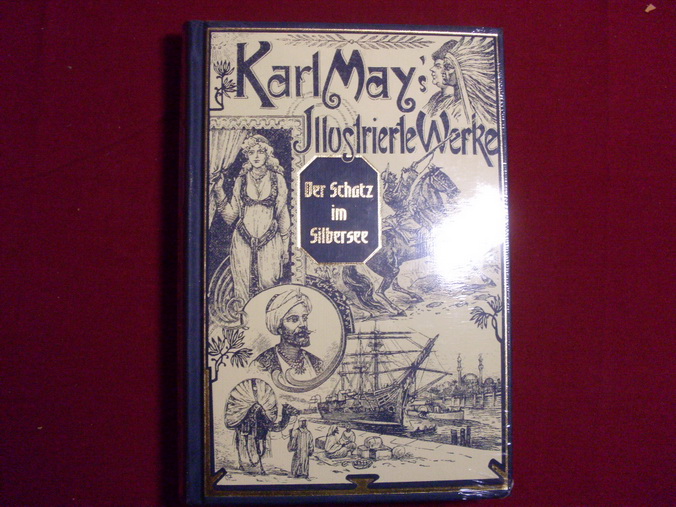 Karl May's
Illustrierte Werke
Der Schatz
im
Silbersee